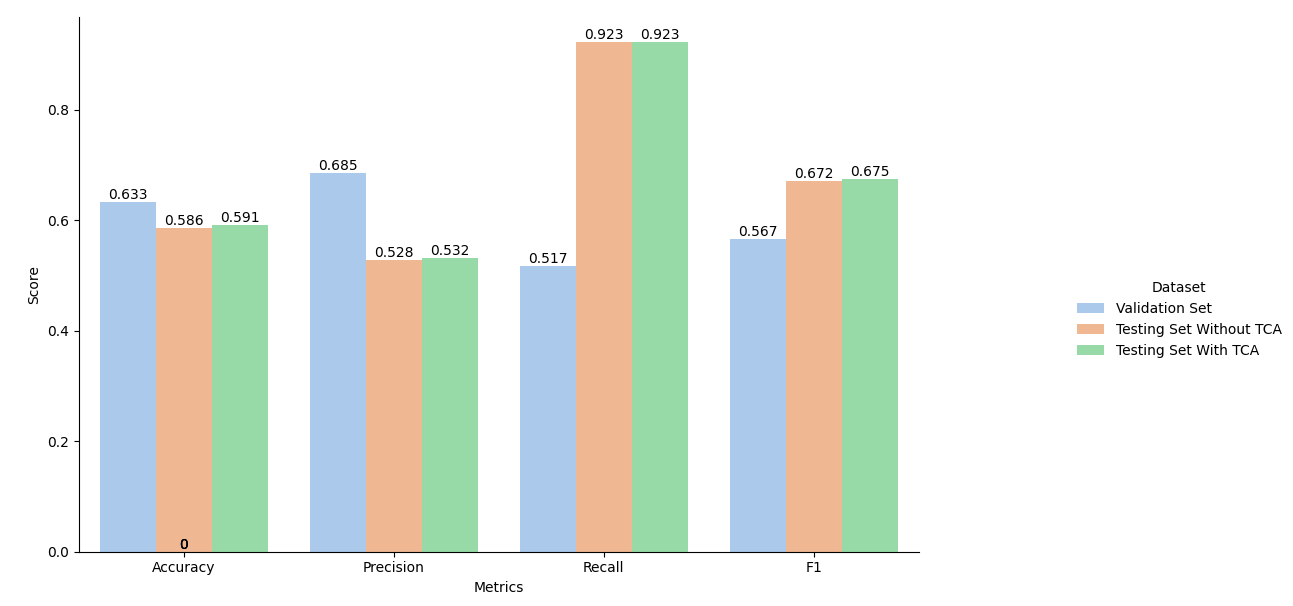 0.923 0.923
0.8
0.685
0.672 0.675
0.633
0.6
0.586 0.591
0.567
0.528 0.532
0.517
Score
0.4
0.2
0.0
0
Accuracy Precision Recall F1
Metrics
Dataset
Validation Set
Testing Set Without TCA
Testing Set With TCA